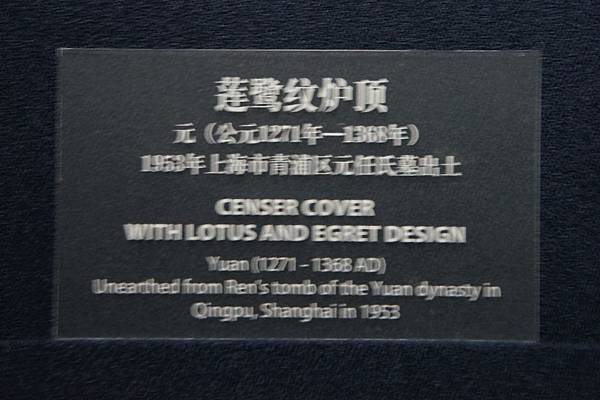 莲鹭纹炉顶
元（公元1271年—1368年）
1953年上海市青浦区元任氏墓出土
CENSER COVER
WITH LOTUS AND EGRET DESIGN
Yuan (1271 - 1368 AD)
Unearthed from Ren's tomb of the Yuan dynasty in
Qingpu, Shanghai in 1953